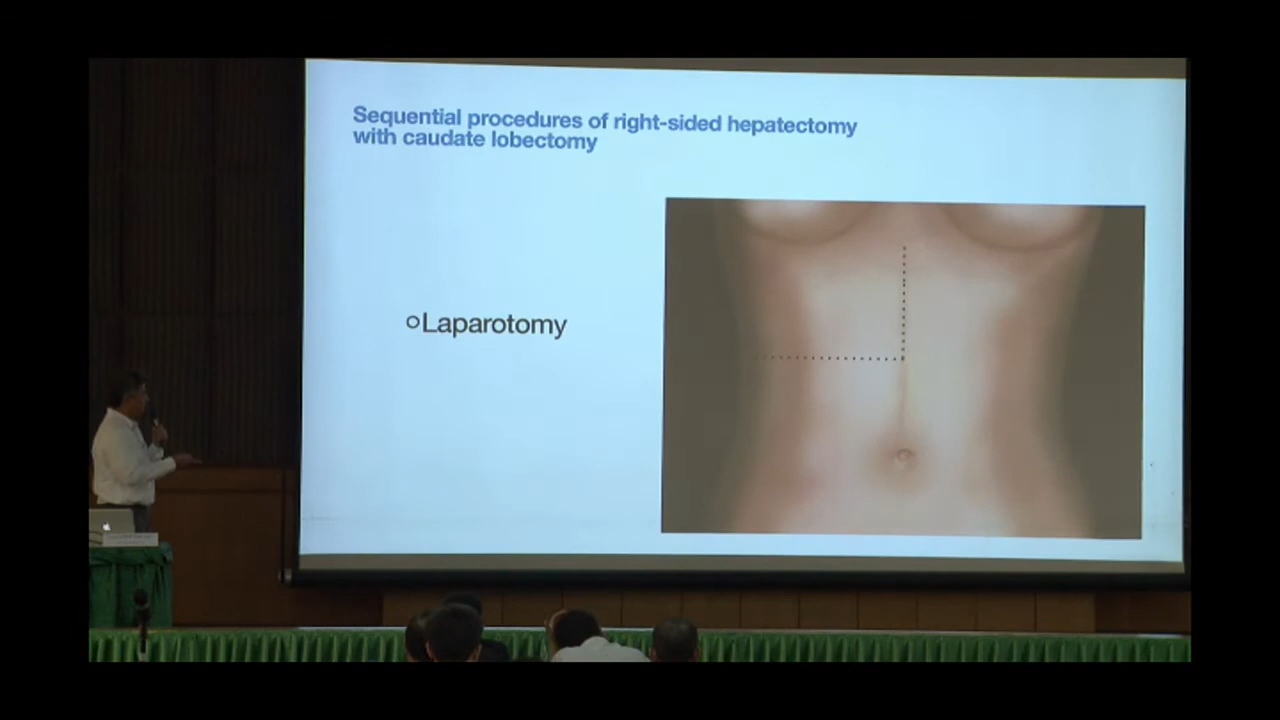 Sequential procedures of right-sided hepatectomy
with caudate lobectomy
Laparotomy